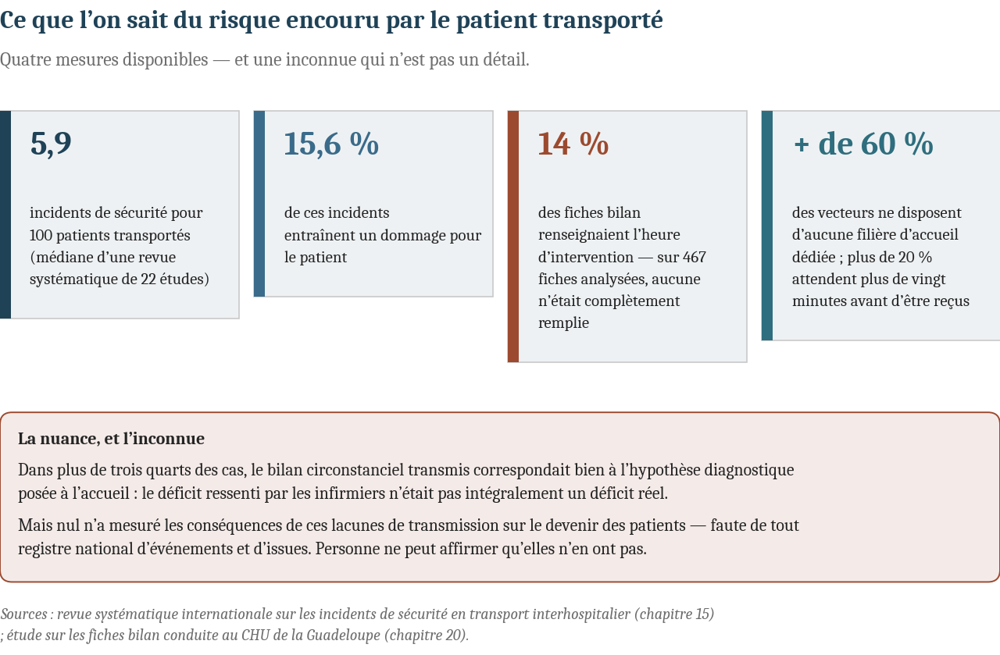 Ce que l’on sait du risque encouru par le patient transporté
Quatre mesures disponibles — et une inconnue qui n’est pas un détail.
5,9
incidents de sécurité pour
100 patients transportés
(médiane d’une revue
systématique de 22 études)
15,6 %
de ces incidents
entraînent un dommage pour
le patient
14 %
des fiches bilan
renseignaient l’heure
d’intervention — sur 467
fiches analysées, aucune
n’était complètement
remplie
+ de 60 %
des vecteurs ne disposent
d’aucune filière d’accueil
dédiée ; plus de 20 %
attendent plus de vingt
minutes avant d’être reçus
La nuance, et l’inconnue
Dans plus de trois quarts des cas, le bilan circonstanciel transmis correspondait bien à l’hypothèse diagnostique
posée à l’accueil : le déficit ressenti par les infirmiers n’était pas intégralement un déficit réel.
Mais nul n’a mesuré les conséquences de ces lacunes de transmission sur le devenir des patients — faute de tout
registre national d’événements et d’issues. Personne ne peut affirmer qu’elles n’en ont pas.
Sources : revue systématique internationale sur les incidents de sécurité en transport interhospitalier (chapitre 15)
; étude sur les fiches bilan conduite au CHU de la Guadeloupe (chapitre 20).